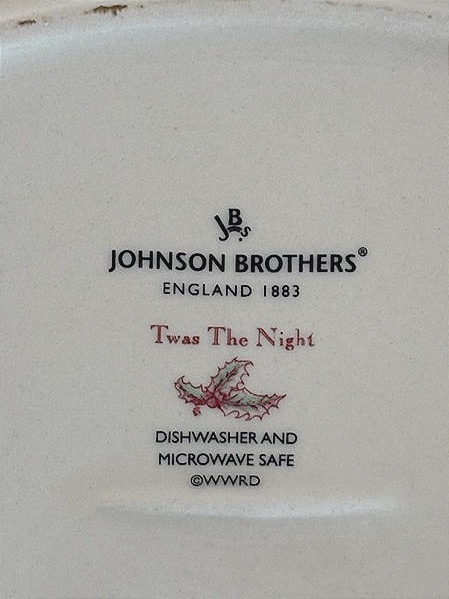 JBs.
JOHNSON BROTHERS®
ENGLAND 1883
Twas The Night
DISHWASHER AND
MICROWAVE SAFE
©WWRD